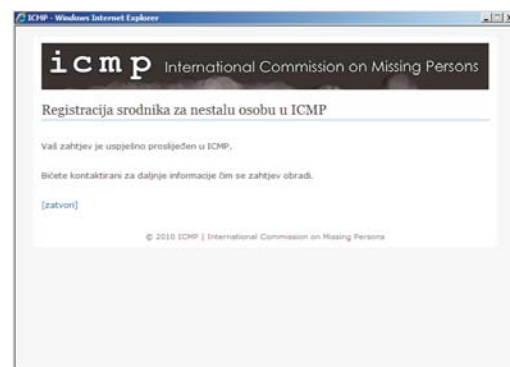 ICMP - Windows Internet Explorer
icmp International Commission on Missing Persons
Registracija srodnika za nestalu osobu u ICMP
Vaš zahtjev je uspješno proslijeđen u ICMP.
Bićete kontaktirani za daljnje informacije čim se zahtjev obradi.
[zatvori]
© 2010 ICMP | International Commission on Missing Persons